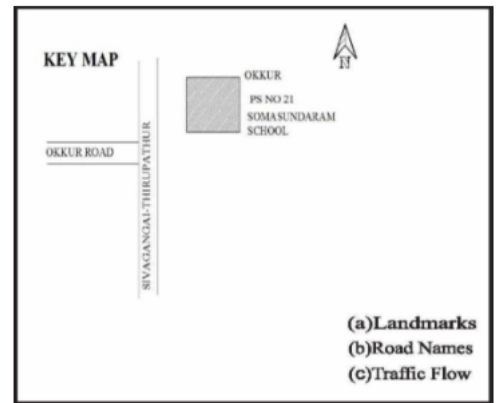 N
KEY MAP
OKKUR
PS NO 21
SOMASUNDARAM
SCHOOL
OKKUR ROAD
SIVAGANGAI-THIRUPATHUR
(a)Landmarks
(b)Road Names
(c)Traffic Flow